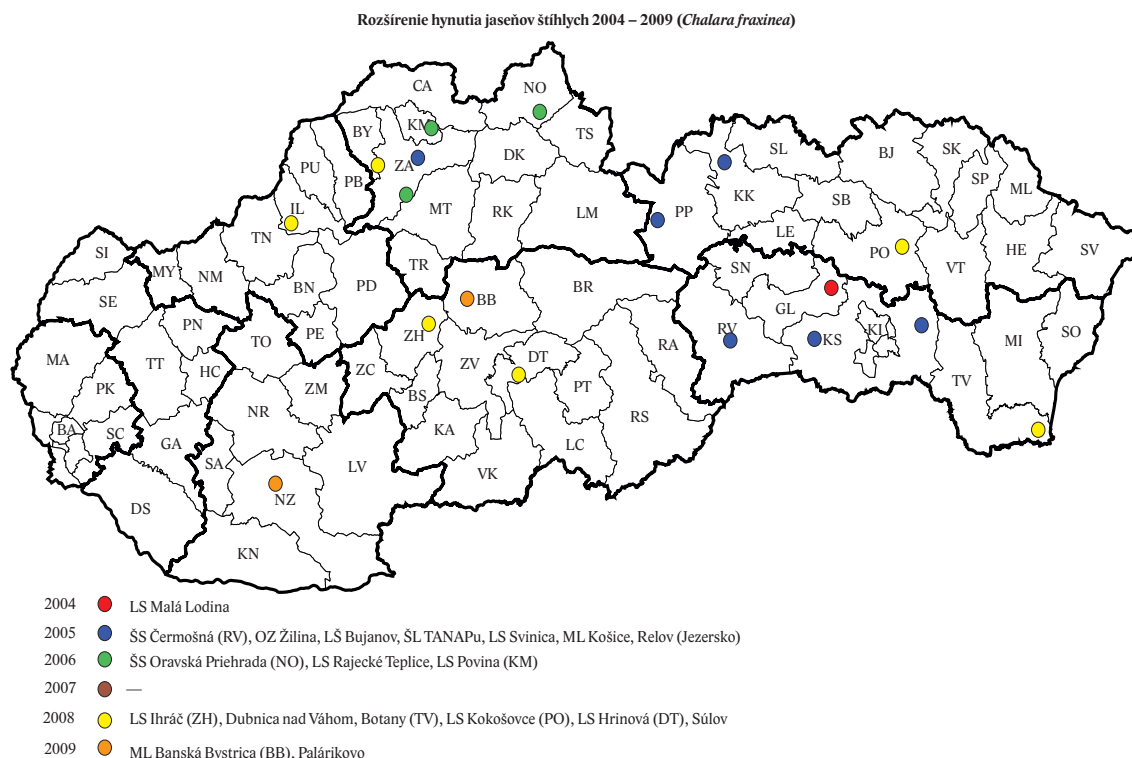 Rozšírenie hynutia jaseňov štíhlych 2004 – 2009 (Chalara fraxinea)
CA
NO
BY
KM
TS
PU
PB
ZA
DK
IL
MT
RK
LM
TN
SL
BJ
SK
SP
ML
KK
SB
PP
LE
PO
VT
HE
SV
SI
MY
NM
SE
BN
PD
TR
BB
BR
SN
GL
PN
PE
TO
ZH
RV
KS
KI
MI
SO
MA
TT
HC
ZC
ZV
DT
RA
TV
PK
ZM
BS
PT
NR
RS
BA
SC
GA
KA
LC
SA
LV
VK
NZ
DS
KN
2004 LS Malá Lodina
2005 ŠS Čermošná (RV), OZ Žilina, LŠ Bujanov, ŠL TANAPu, LS Svinica, ML Košice, Relov (Jezersko)
2006 ŠS Oravská Priehrada (NO), LS Rajecké Teplice, LS Povina (KM)
2007 —
2008 LS Ihráč (ZH), Dubnica nad Váhom, Botany (TV), LS Kokošovce (PO), LS Hrinová (DT), Súlov
2009 ML Banská Bystrica (BB), Palárikovo